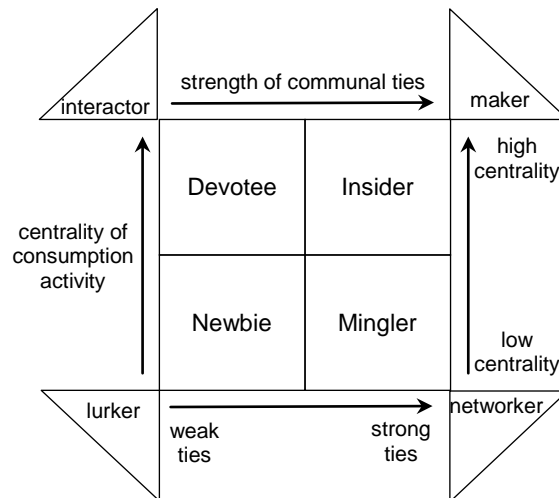 strength of communal ties
interactor
maker
high
centrality
Devotee
Insider
centrality of
consumption
activity
Newbie
Mingler
low
centrality
lurker
networker
weak
ties
strong
ties